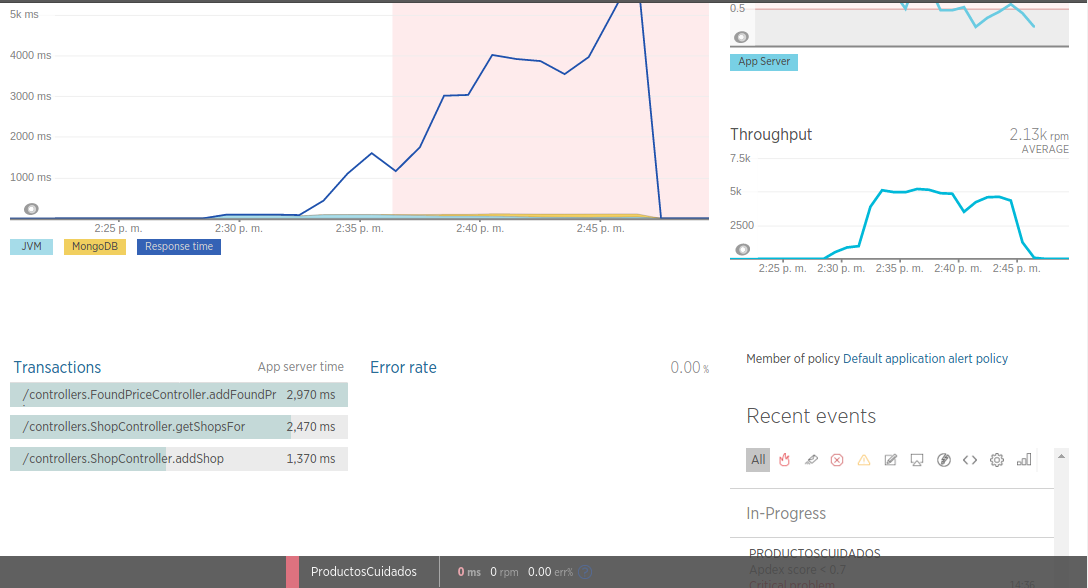 5k ms
4000 ms
3000 ms
2000 ms
1000 ms
2:25 p. m. 2:30 p. m. 2:35 p. m. 2:40 p. m. 2:45 p. m.
JVM MongoDB Response time
0.5
App Server
Throughput 2.13k rpm
AVERAGE
7.5k
5k
2500
2:25 p. m. 2:30 p. m. 2:35 p. m. 2:40 p. m. 2:45 p. m.
Transactions App server time
/controllers.FoundPriceController.addFoundPr 2,970 ms
/controllers.ShopController.getShopsFor 2,470 ms
/controllers.ShopController.addShop 1,370 ms
Error rate 0.00 %
Member of policy Default application alert policy
Recent events
All
In-Progress
PRODUCTOSCUIDADOS
Apdex score < 0.7
Critical problem 14:36
ProductosCuidados 0 ms 0 rpm 0.00 err% ?